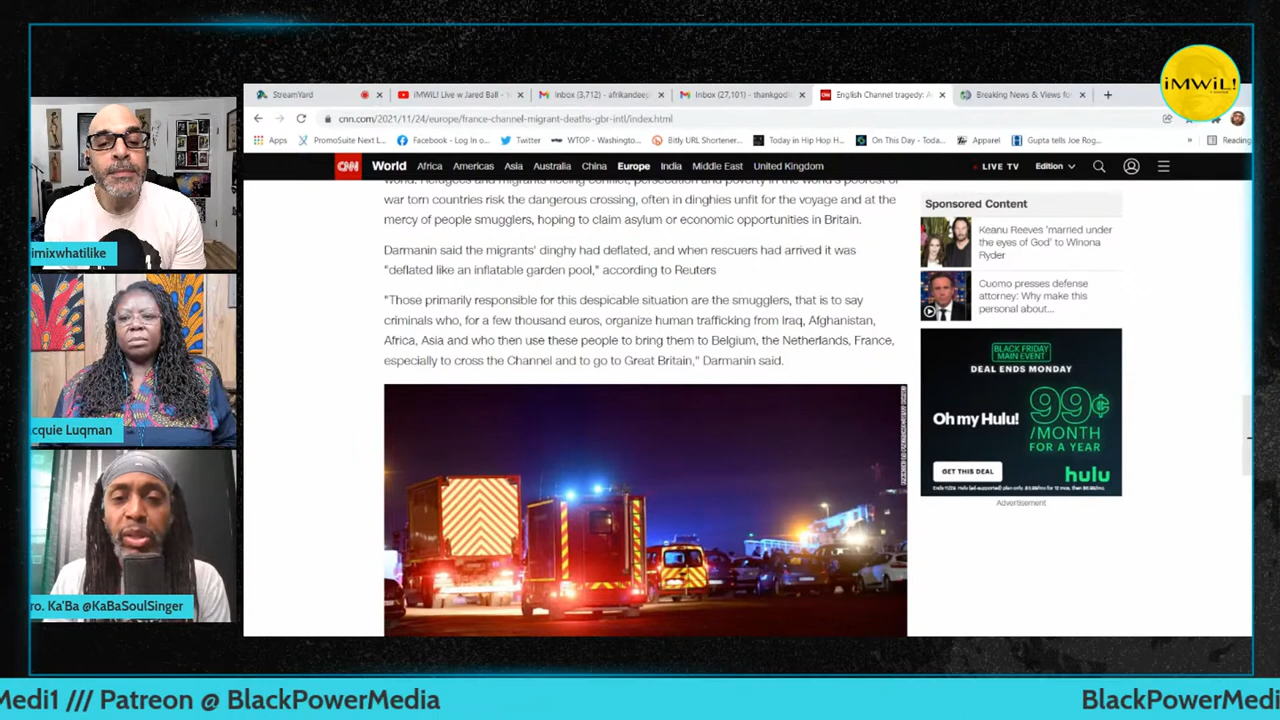 iMWiL!
StreamYard
iMWiL! Live w Jared Ball -
Inbox (3,712) - afrikandee
Inbox (27,101) - thankgod
English Channel tragedy: A
Breaking News & Views for
cnn.com/2021/11/24/europe/france-channel-migrant-deaths-gbr-intl/index.html
Apps
PromoSuite Next L...
Facebook - Log In o...
Twitter
WTOP - Washingto...
Bitly URL Shortener...
Today in Hip Hop H...
On This Day - Toda...
Apparel
Gupta tells Joe Rog...
»
Reading
CNN World Africa Americas Asia Australia China Europe India Middle East United Kingdom
LIVE TV Edition
war torn countries risk the dangerous crossing, often in dinghies unfit for the voyage and at the
mercy of people smugglers, hoping to claim asylum or economic opportunities in Britain.
Darmanin said the migrants' dinghy had deflated, and when rescuers had arrived it was
"deflated like an inflatable garden pool," according to Reuters
"Those primarily responsible for this despicable situation are the smugglers, that is to say
criminals who, for a few thousand euros, organize human trafficking from Iraq, Afghanistan,
Africa, Asia and who then use these people to bring them to Belgium, the Netherlands, France,
especially to cross the Channel and to go to Great Britain," Darmanin said.
Sponsored Content
Keanu Reeves 'married under
the eyes of God' to Winona
Ryder
Cuomo presses defense
attorney: Why make this
personal about...
BLACK FRIDAY
MAIN EVENT
DEAL ENDS MONDAY
Oh my Hulu!
99¢
/MONTH
FOR A YEAR
GET THIS DEAL
hulu
Advertisement
imixwhatilike
cquie Luqman
ro. Ka'Ba @KaBaSoulSinger
Medi1 /// Patreon @ BlackPowerMedia
BlackPowerMedi